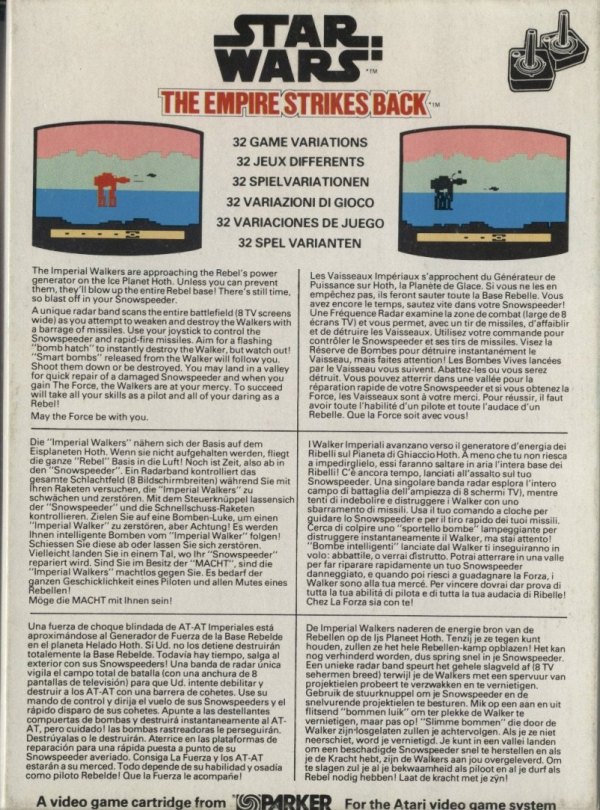 STAR
WARS™
THE EMPIRE STRIKES BACK™
32 GAME VARIATIONS
32 JEUX DIFFERENTS
32 SPIELVARIATIONEN
32 VARIAZIONI DI GIOCO
32 VARIACIONES DE JUEGO
32 SPEL VARIANTEN
The Imperial Walkers are approaching the Rebel's power
generator on the Ice Planet Hoth. Unless you can prevent
them, they'll blow up the entire Rebel base! There's still time,
so blast off in your Snowspeeder.
A unique radar band scans the entire battlefield (8 TV screens
wide) as you attempt to weaken and destroy the Walkers with
a barrage of missiles. Use your joystick to control the
Snowspeeder and rapid-fire missiles. Aim for a flashing
"bomb hatch" to instantly destroy the Walker, but watch out!
"Smart bombs" released from the Walker will follow you.
Shoot them down or be destroyed. You may land in a valley
for quick repair of a damaged Snowspeeder and when you
gain The Force, the Walkers are at your mercy. To succeed
will take all your skills as a pilot and all of your daring as a
Rebel!
May the Force be with you.
Les Vaisseaux Impériaux s'approchent du Générateur de
Puissance sur Hoth, la Planète de Glace. Si vous ne les en
empêchez pas, ils feront sauter toute la Base Rebelle. Vous
avez encore le temps, sautez vite dans votre Snowspeeder!
Une Fréquence Radar examine la zone de combat (large de 8
écrans TV) et vous permet, avec un tir de missiles, d'affaiblir
et de détruire les Vaisseaux. Utilisez votre commande pour
contrôler le Snowspeeder et ses tirs de missiles. Visez la
Réserve de Bombes pour détruire instantanément le
Vaisseau, mais faites attention! Les Bombes Vives lancées
par le Vaisseau vous suivent. Abattez-les ou vous serez
détruit. Vous pouvez atterrir dans une vallée pour la
réparation rapide de votre Snowspeeder et si vous obtenez la
Force, les Vaisseaux sont à votre merci. Pour réussir, il faut
avoir toute l'habilité d'un pilote et toute l'audace d'un
Rebelle. Que la Force soit avec vous!
Die "Imperial Walkers" nähern sich der Basis auf dem
Eisplaneten Hoth. Wenn sie nicht aufgehalten werden, fliegt
die ganze "Rebel" Basis in die Luft! Noch ist Zeit, also ab in
den "Snowspeeder". Ein Radarband kontrolliert das
gesamte Schlachtfeld (8 Bildschirmbreiten) während Sie mit
Ihren Raketen versuchen, die "Imperial Walkers" zu
schwächen und zerstören. Mit dem Steuerknüppel lassensich
der "Snowspeeder" und die Schnellschuss-Raketen
kontrollieren. Zielen Sie auf eine Bomben-Luke, um einen
"Imperial Walker" zu zerstören, aber Achtung! Es werden
Ihnen intelligente Bomben vom "Imperial Walker" folgen!
Schiessen Sie diese ab oder lassen Sie sich zerstören.
Vielleicht landen Sie in einem Tal, wo Ihr "Snowspeeder"
repariert wird. Sind Sie im Besitz der "MACHT", sind die
"Imperial Walkers" machtlos gegen Sie. Es bedarf der
ganzen Geschicklichkeit eines Piloten und allen Mutes eines
Rebellen!
Möge die MACHT mit Ihnen sein!
I Walker Imperiali avanzano verso il generatore d'energia dei
Ribelli sul Pianeta di Ghiaccio Hoth. A meno che tu non riesca
a impedirglielo, essi faranno saltare in aria l'intera base dei
Ribelli! C'è ancora tempo, lanciati all'assalto sul tuo
Snowspeeder. Una singolare banda radar esplora l'intero
campo di battaglia dell'ampiezza di 8 schermi TV), mentre
tenti di indebolire e distruggere i Walker con uno
sbarramento di missili. Usa il tuo comando a cloche per
guidare lo Snowspeeder e per il tiro rapido dei tuoi missili.
Cerca di colpire uno "sportello bombe" lampeggiante per
distruggere instantaneamente il Walker, ma stai attento!
"Bombe intelligenti" lanciate dal Walker ti inseguiranno in
volo: abbattile, o verrai distrutto. Potrai atterrare in una valle
per far riparare rapidamente un tuo Snowspeeder
danneggiato, e quando poi riesci a guadagnare la Forza, i
Walker sono alla tua mercé. Per vincere dovrai dar prova di
tutta la tua abilità di pilota e di tutta la tua audacia di Ribelle!
Che La Forza sia con te!
Una fuerza de choque blindada de AT-AT Imperiales está
aproximándose al Generador de Fuerza de la Base Rebelde
en el planeta Helado Hoth. Si Ud. no los detiene destruirán
totalmente la Base Rebelde. Todavía hay tiempo, salga al
exterior con sus Snowspeeders! Una banda de radar única
vigila el campo total de batalla (con una anchura de 8
pantallas de televisión) para que Ud. intente debilitar y
destruir a los AT-AT con una barrera de cohetes. Use su
mando de control y dirija el vuelo de sus Snowspeeders y el
rápido disparo de sus cohetes. Apunte a las destellantes
compuertas de bombas y destruirá instantaneamente al AT-
AT, pero cuidado! las bombas rastreadoras le perseguirán.
Destrúyalas o le destruirán. Aterrice en las plataformas de
reparación para una rápida puesta a punto de su
Snowspeeder averiado. Consiga La Fuerza y los AT-AT
estarán a su merced. Todo depende de su habilidad y osadía
como piloto Rebelde! Que la Fuerza le acompañe!
De Imperial Walkers naderen de energie bron van de
Rebellen op de Ijs Planeet Hoth. Tenzij je ze tegen kunt
houden, zullen ze het hele Rebellen-kamp opblazen! Het kan
nog verhinderd worden, dus spring snel in je Snowspeeder.
Een unieke radar band speurt het gehele slagveld af (8 TV
sehermen breed) terwijl je de Walkers met een spervuur van
projektielen probeert te verzwakken en te vernietigen.
Gebruik de stuurknuppel om je Snowspeeder en de
snelvurende projektielen te besturen. Mik op een aan en uit
flitsend "bommen luik" om ter plekke de Walker te
vernietigen, maar pas op! "Slimme bommen" die door de
Walker zijn losgelaten zullen je achtervolgen. Als je ze niet
neerschiet, word je vernietigd. Je kunt in een vallei landen
om een beschadigde Snowspeeder snel te herstellen en als
je de Kracht hebt, zijn de Walkers aan jou overgeleverd. Om
te slagen zul je al je bekwaamheid als piloot en al je durf als
Rebel nodig hebben! Laat de kracht met je zijn!
A video game cartridge from PARKER For the Atari video game system